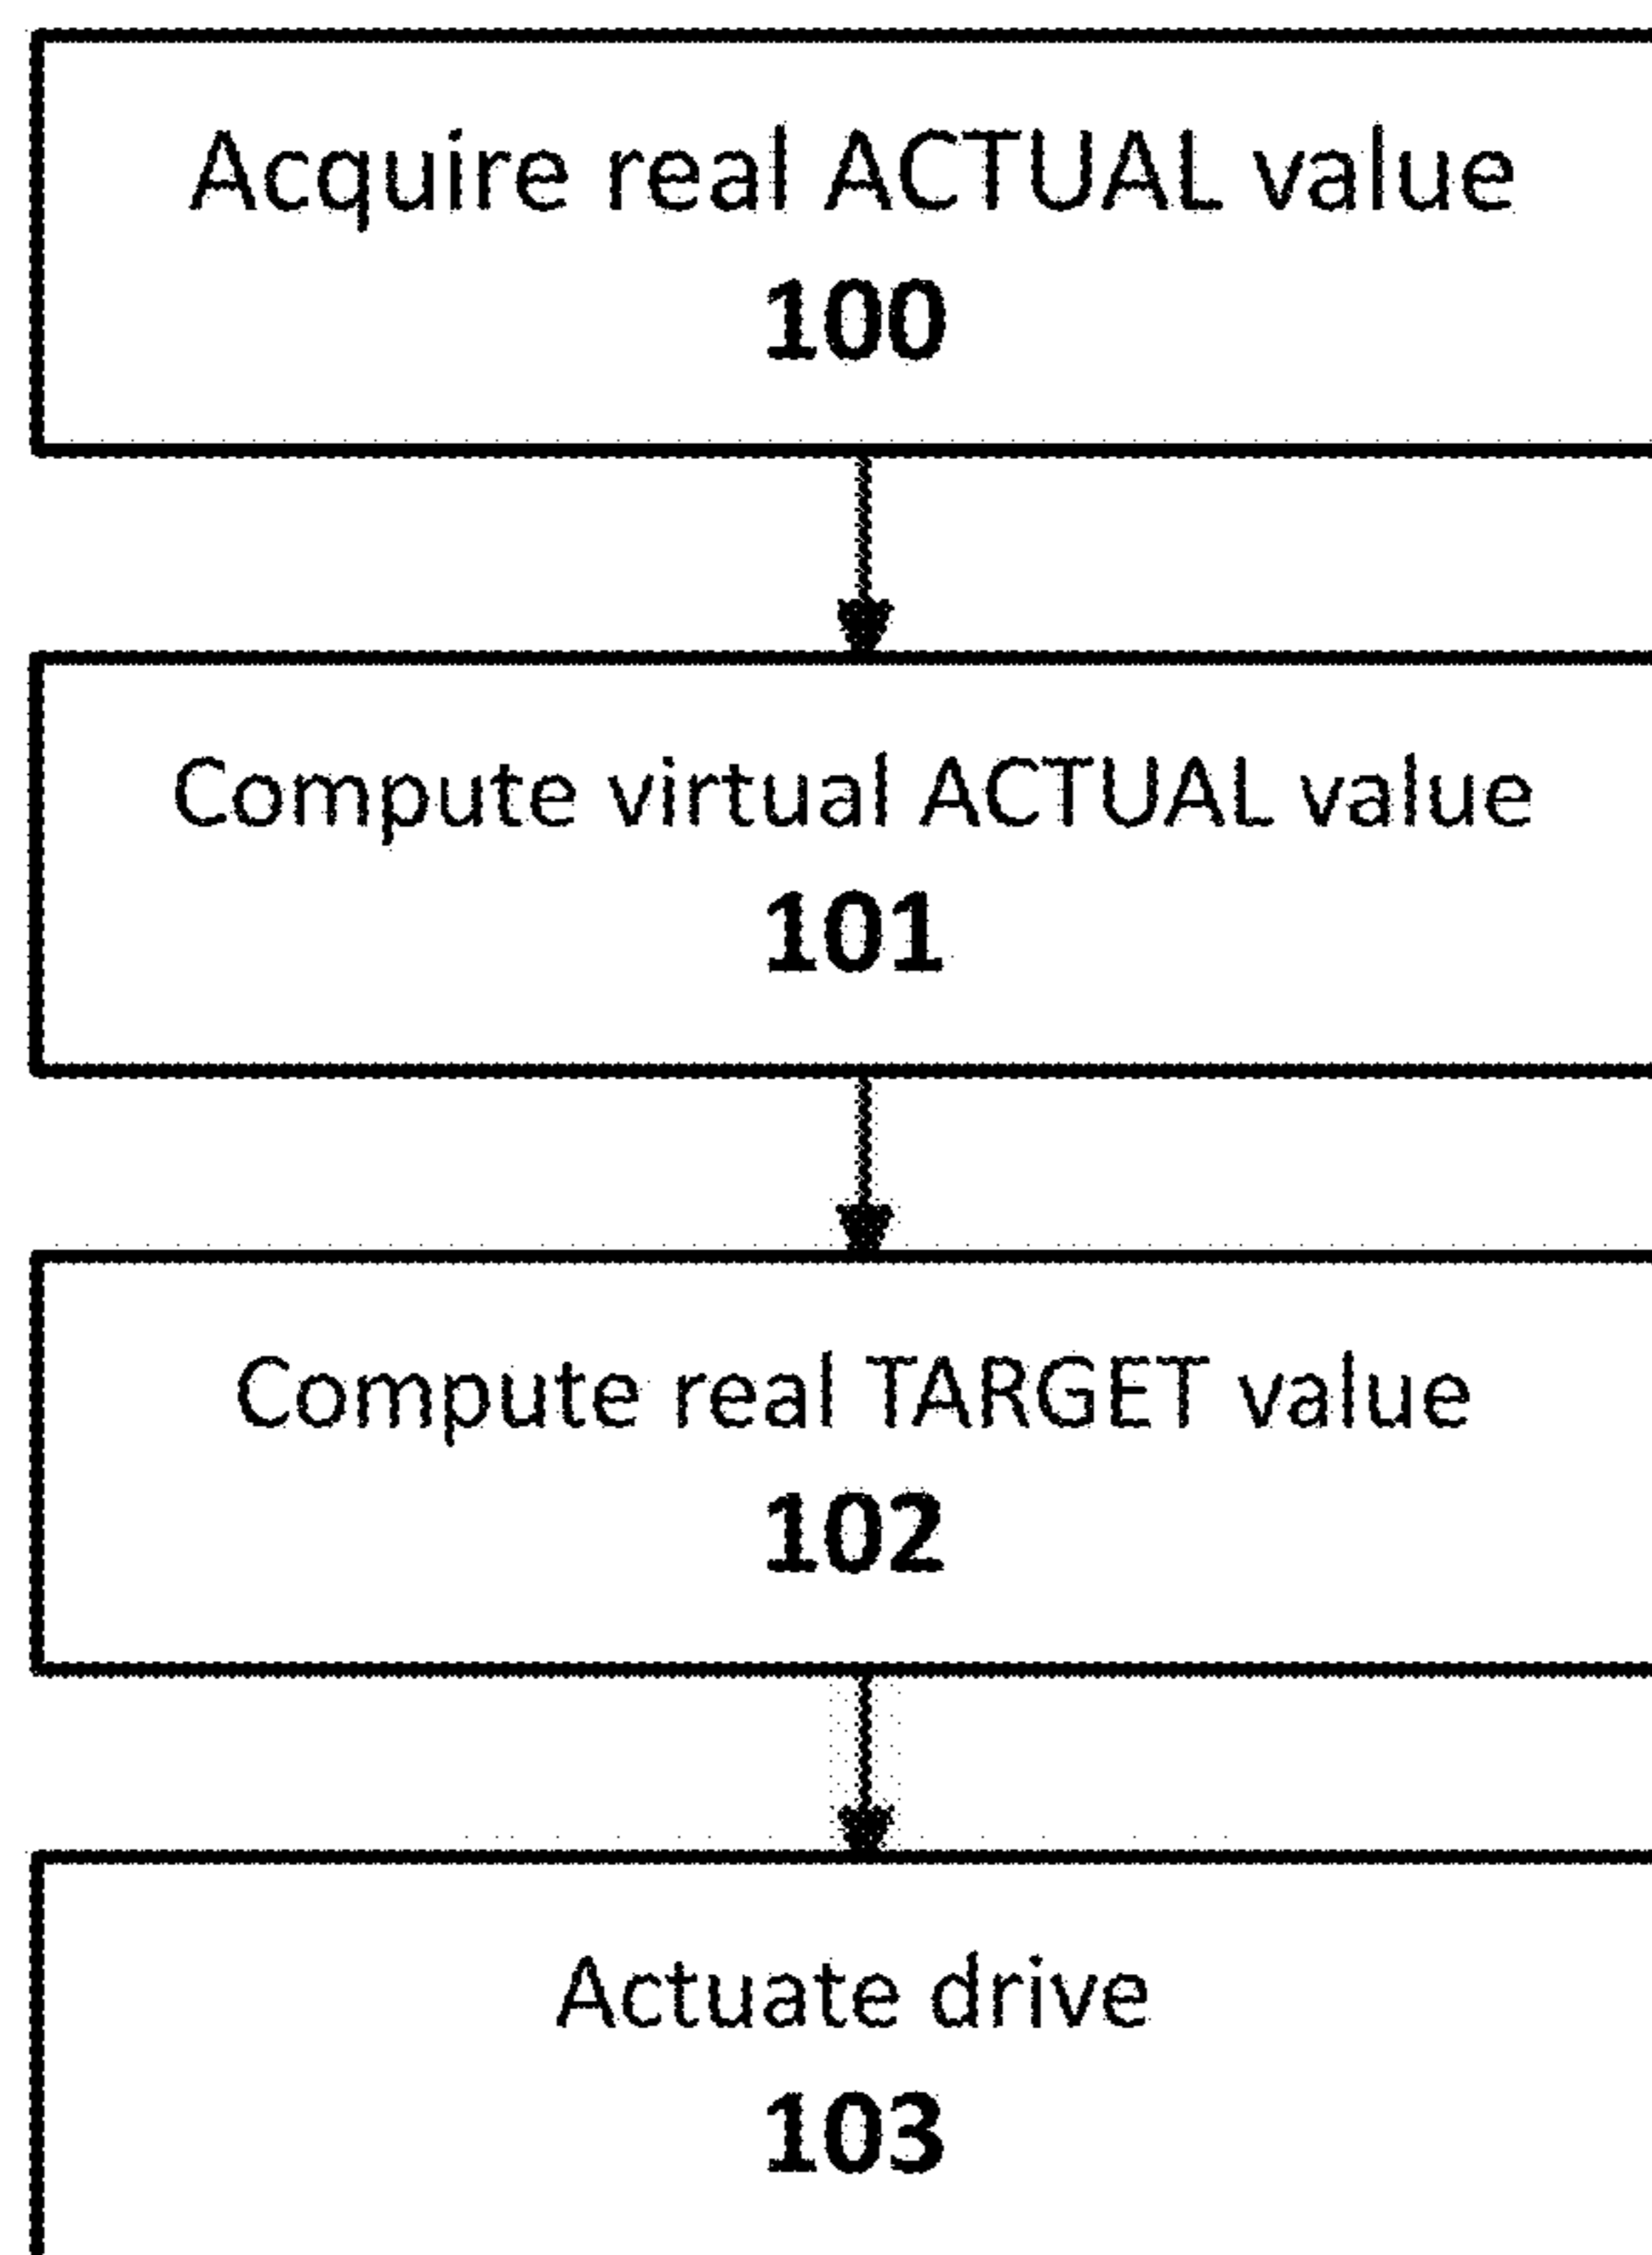 Acquire real ACTUAL value
100
Compute virtual ACTUAL value
101
Compute real TARGET value
102
Actuate drive
103